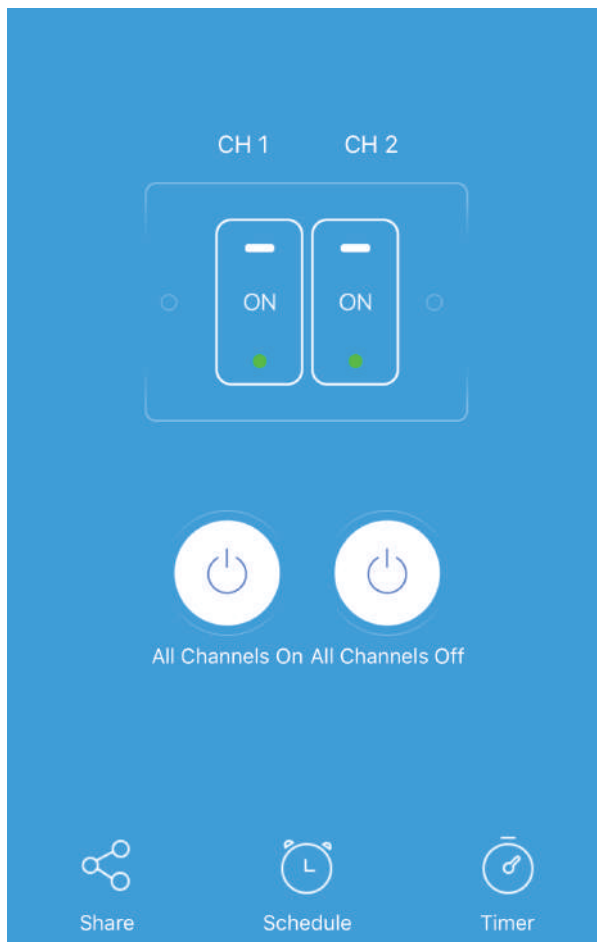 CH 1 CH 2
ON ON
All Channels On All Channels Off
Share Schedule Timer